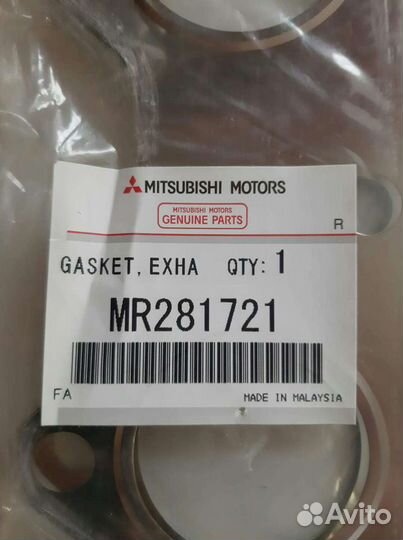 MITSUBISHI MOTORS
MITSUBISHI MOTORS
GENUINE PARTS
R
GASKET, EXHA QTY: 1
MR281721
FA MADE IN MALAYSIA
Avito